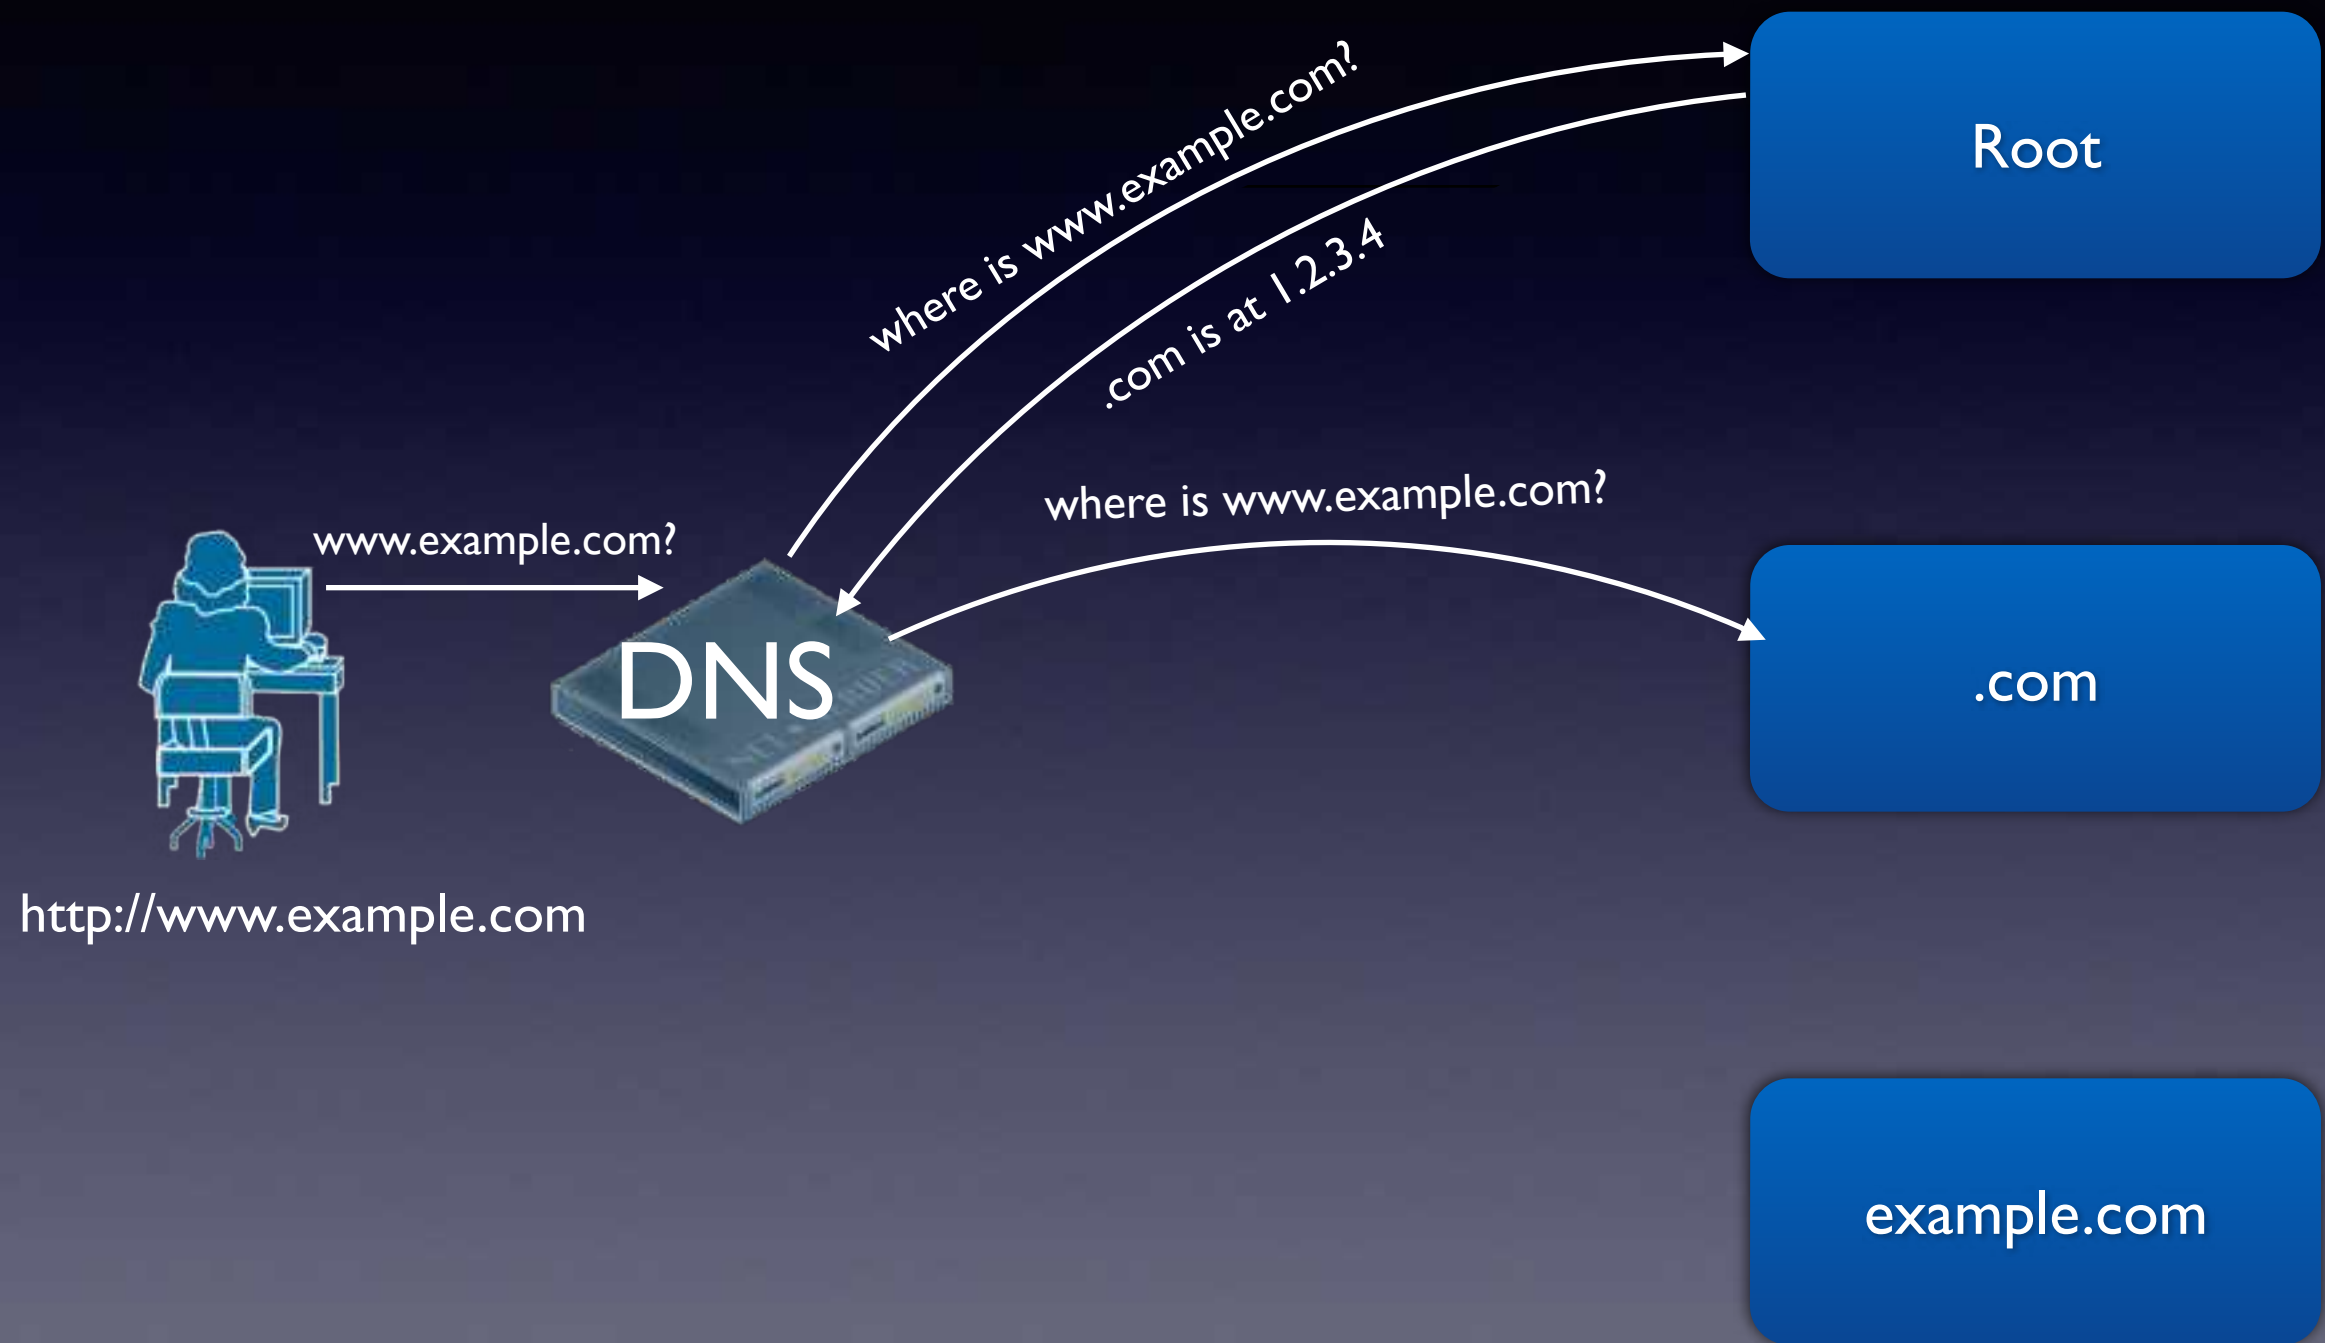 where is www.example.com?
Root
.com is at 1.2.3.4
where is www.example.com?
www.example.com?
DNS
.com
http://www.example.com
example.com